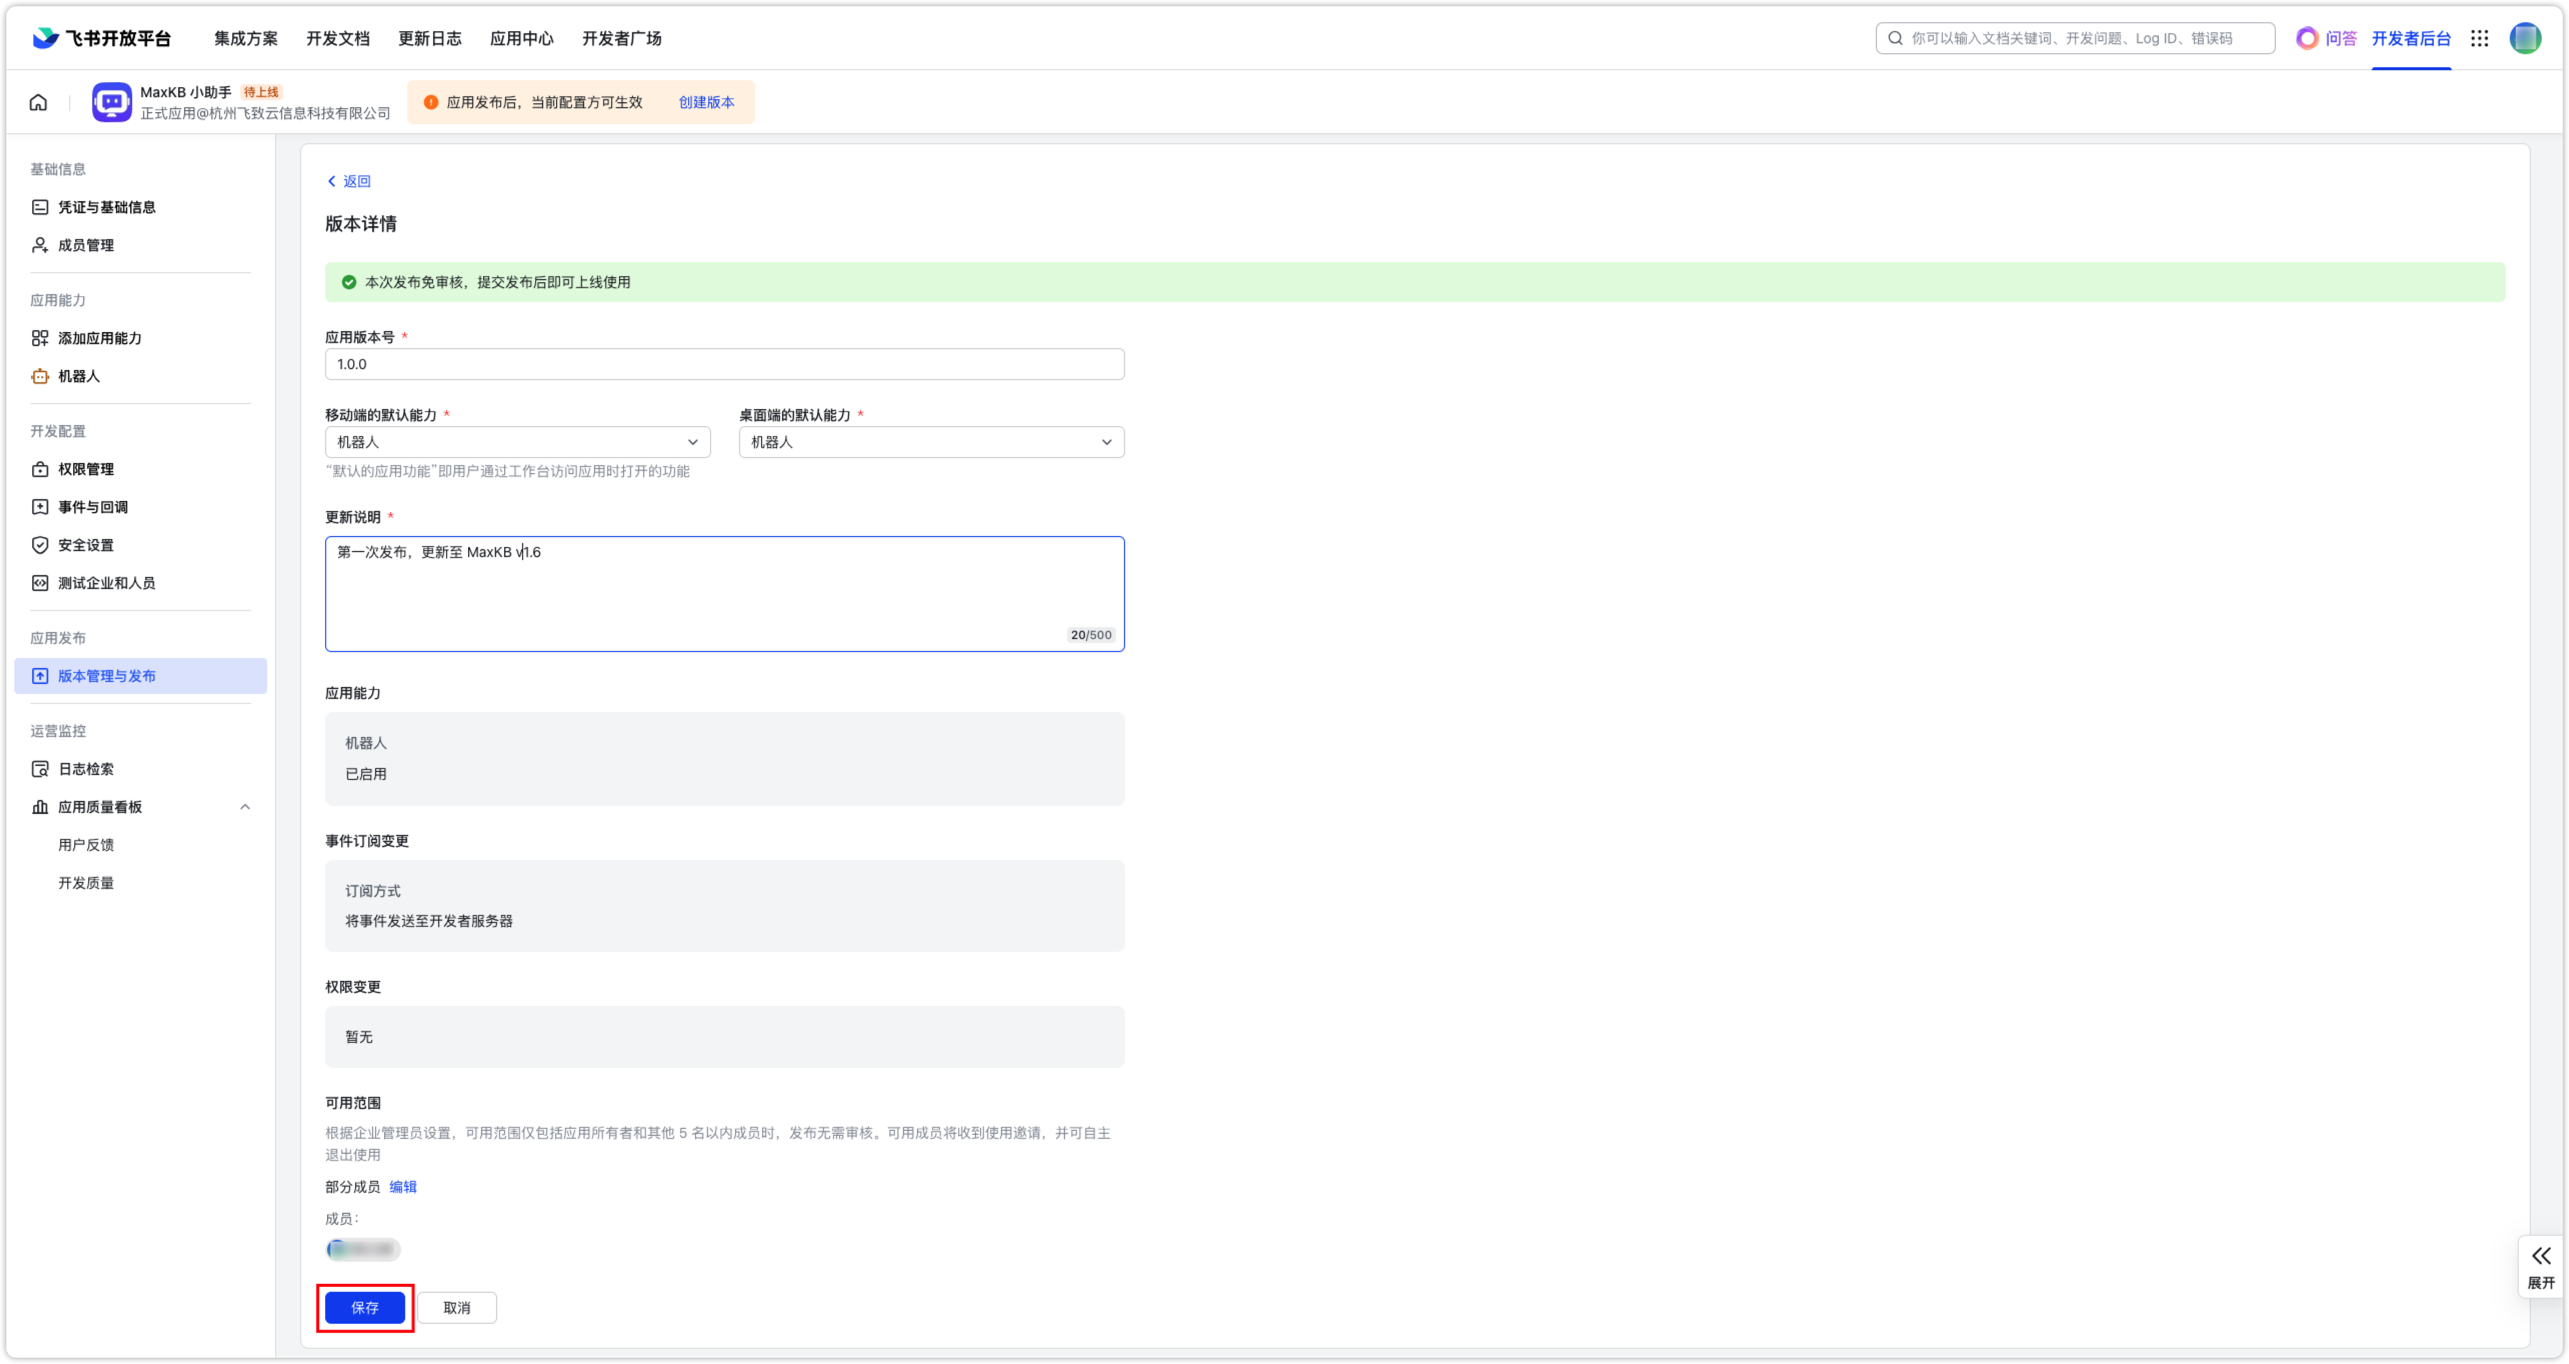 飞书开放平台
集成方案
开发文档
更新日志
应用中心
开发者广场
你可以输入文档关键词、开发问题、Log ID、错误码
问答
开发者后台
MaxKB 小助手
待上线
正式应用@杭州飞致云信息科技有限公司
应用发布后，当前配置方可生效
创建版本
基础信息
凭证与基础信息
成员管理
应用能力
添加应用能力
机器人
开发配置
权限管理
事件与回调
安全设置
测试企业和人员
应用发布
版本管理与发布
运营监控
日志检索
应用质量看板
用户反馈
开发质量
返回
版本详情
本次发布免审核，提交发布后即可上线使用
应用版本号 *
1.0.0
移动端的默认能力 *
桌面端的默认能力 *
机器人
机器人
“默认的应用功能”即用户通过工作台访问应用时打开的功能
更新说明 *
第一次发布，更新至 MaxKB v1.6
20/500
应用能力
机器人
已启用
事件订阅变更
订阅方式
将事件发送至开发者服务器
权限变更
暂无
可用范围
根据企业管理员设置，可用范围仅包括应用所有者和其他 5 名以内成员时，发布无需审核。可用成员将收到使用邀请，并可自主
退出使用
部分成员 编辑
成员：
保存
取消
展开